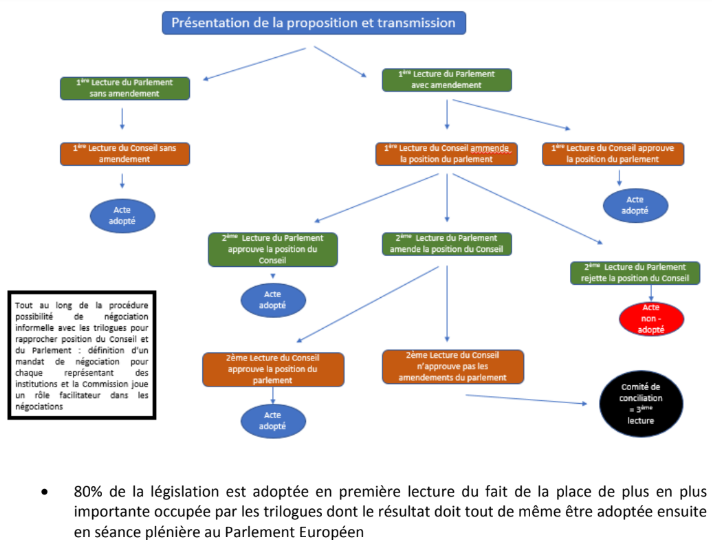 Présentation de la proposition et transmission
1ère Lecture du Parlement
sans amendement
1ère Lecture du Parlement
avec amendement
1ère Lecture du Conseil sans
amendement
1ère Lecture du Conseil ammende
la position du parlement
1ère Lecture du Conseil approuve
la position du parlement
Acte
adopté
Acte
adopté
2ème Lecture du Parlement
approuve la position du
Conseil
2ème Lecture du Parlement
amende la position du Conseil
2ème Lecture du Parlement
rejette la position du Conseil
Acte
adopté
Acte
non -
adopté
Tout au long de la procédure
possibilité de négociation
informelle avec les trilogues pour
rapprocher position du Conseil et
du Parlement : définition d'un
mandat de négociation pour
chaque représentant des
institutions et la Commission joue
un rôle facilitateur dans les
négociations
2ème Lecture du Conseil
approuve la position du
parlement
2ème Lecture du Conseil
n'approuve pas les
amendements du parlement
Acte
adopté
Comité de
conciliation
= 3ème
lecture
• 80% de la législation est adoptée en première lecture du fait de la place de plus en plus
importante occupée par les trilogues dont le résultat doit tout de même être adoptée ensuite
en séance plénière au Parlement Européen